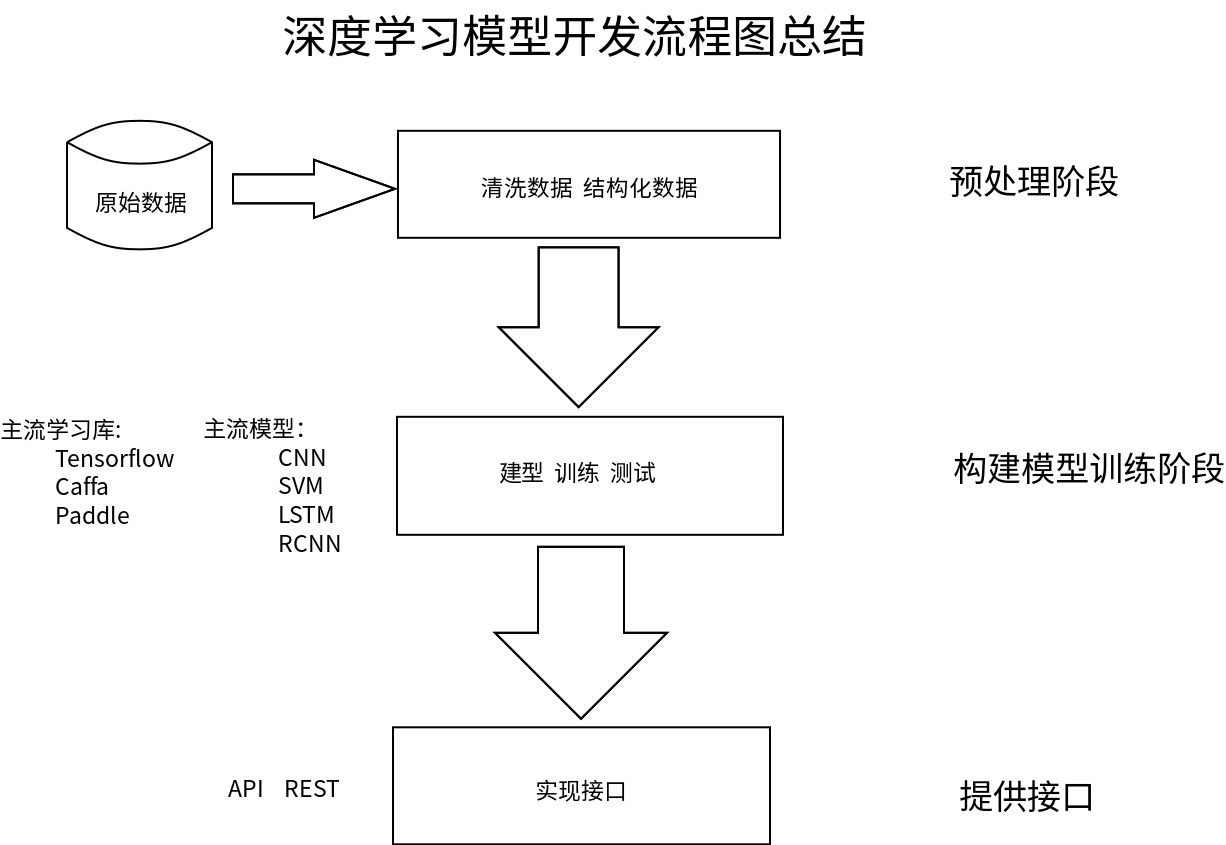 深度学习模型开发流程图总结
原始数据
清洗数据 结构化数据
预处理阶段
主流学习库:
Tensorflow
Caffa
Paddle
主流模型：
CNN
SVM
LSTM
RCNN
建型 训练 测试
构建模型训练阶段
API REST
实现接口
提供接口